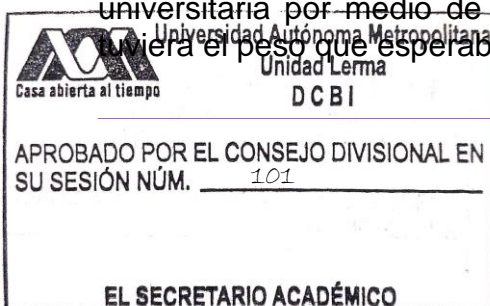 universitaria por medio de
tuviera el peso que esperab
Universidad Autónoma Metropolitana
Unidad Lerma
Casa abierta al tiempo
DCBI
APROBADO POR EL CONSEJO DIVISIONAL EN
SU SESIÓN NÚM. 101
EL SECRETARIO ACADÉMICO